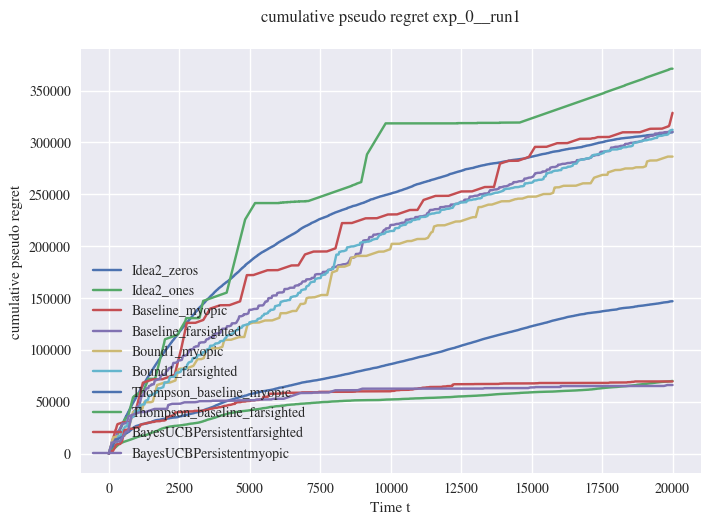 cumulative pseudo regret exp_0__run1
cumulative pseudo regret
350000
300000
250000
200000
150000
100000
50000
0
Idea2_zeros
Idea2_ones
Baseline_myopic
Baseline_farsighted
Bound1_myopic
Bound1_farsighted
Thompson_baseline_myopic
Thompson_baseline_farsighted
BayesUCBPersistentfarsighted
BayesUCBPersistentmyopic
0 2500 5000 7500 10000 12500 15000 17500 20000
Time t